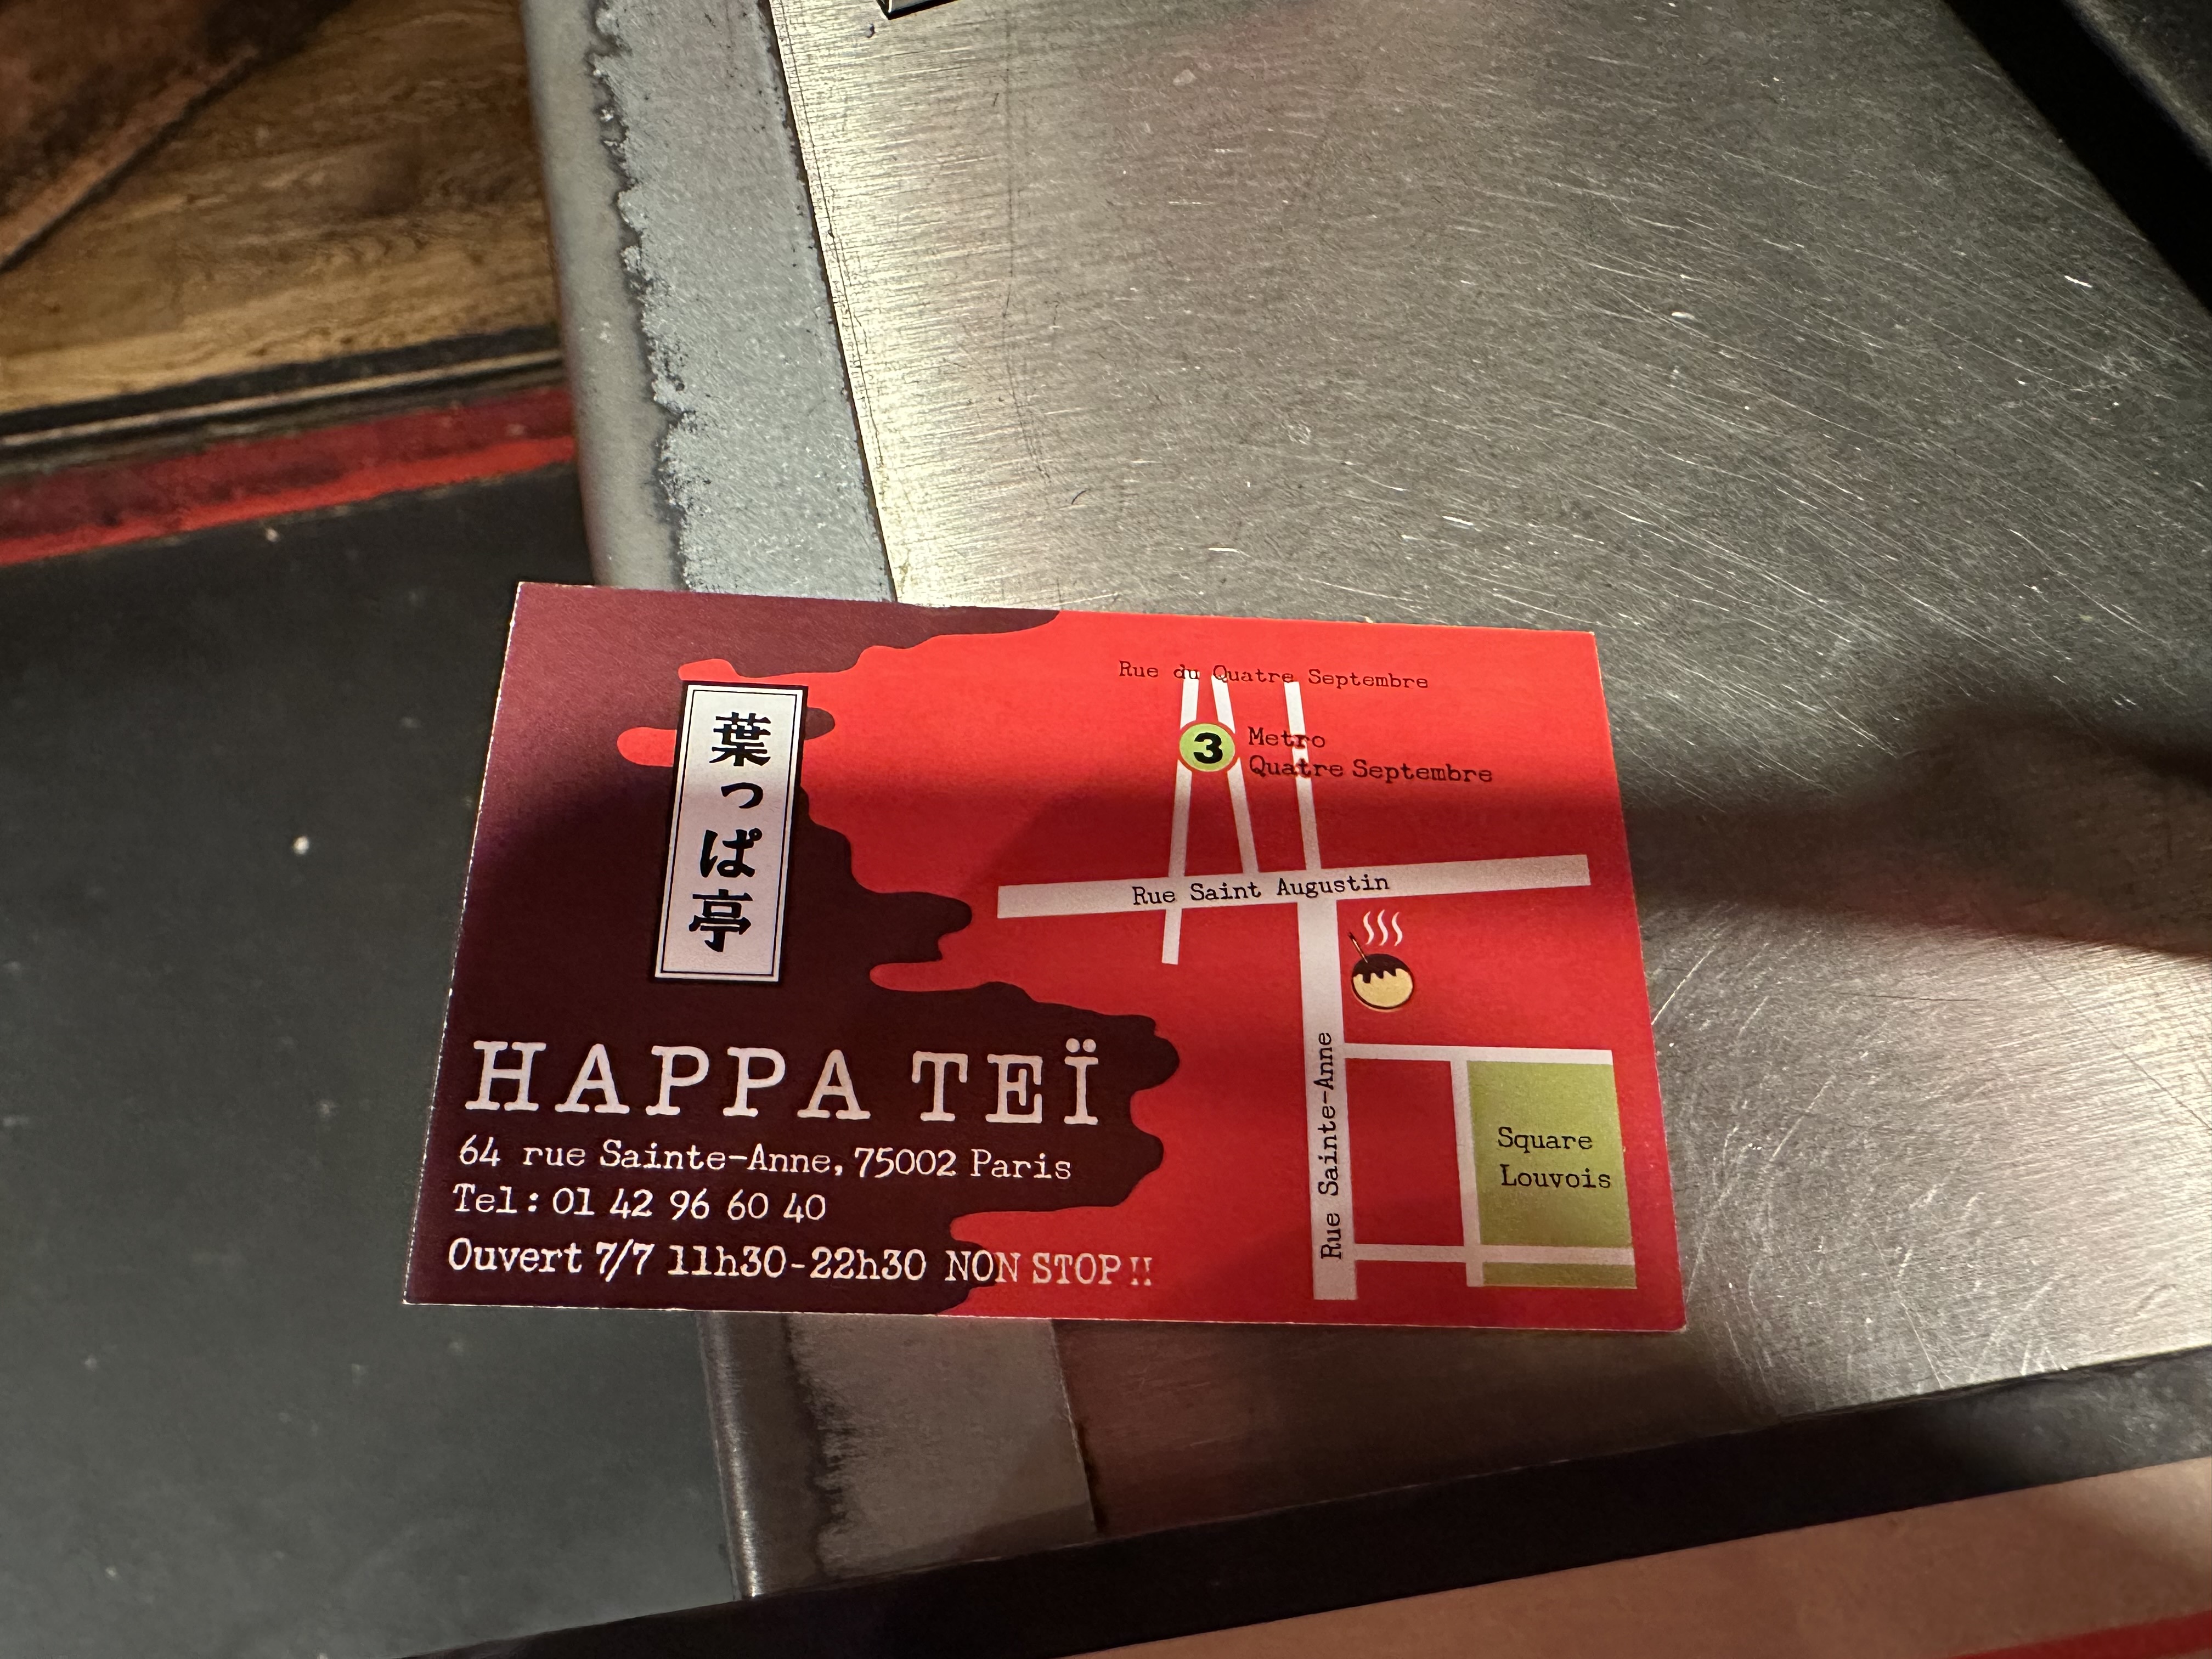 葉っぱ亭
HAPPA TEÏ
64 rue Sainte-Anne, 75002 Paris
Tel : 01 42 96 60 40
Ouvert 7/7 11h30-22h30 NON STOP !!
Rue du Quatre Septembre
3
Metro
Quatre Septembre
Rue Saint Augustin
Rue Sainte-Anne
Square
Louvois